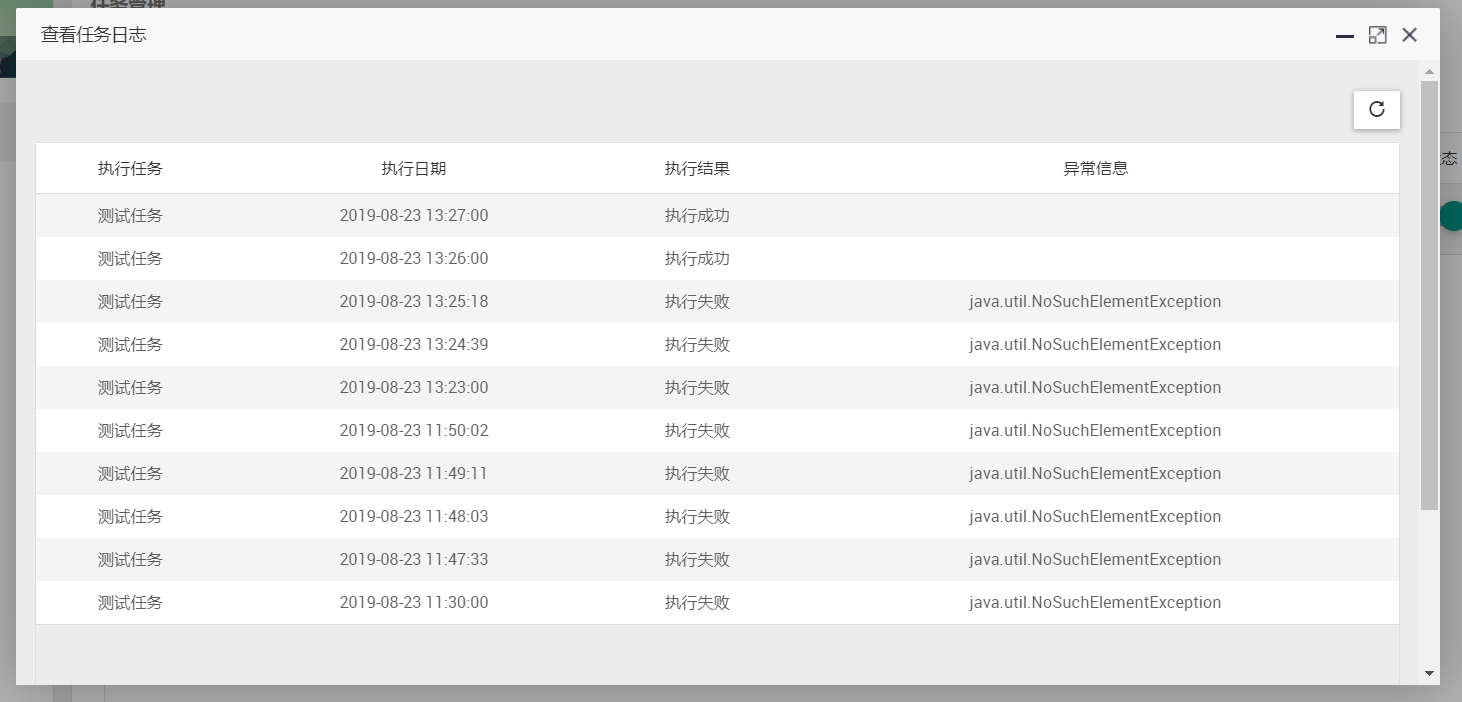 任务管理
查看任务日志
执行任务 执行日期 执行结果 异常信息
态
测试任务 2019-08-23 13:27:00 执行成功
测试任务 2019-08-23 13:26:00 执行成功
测试任务 2019-08-23 13:25:18 执行失败 java.util.NoSuchElementException
测试任务 2019-08-23 13:24:39 执行失败 java.util.NoSuchElementException
测试任务 2019-08-23 13:23:00 执行失败 java.util.NoSuchElementException
测试任务 2019-08-23 11:50:02 执行失败 java.util.NoSuchElementException
测试任务 2019-08-23 11:49:11 执行失败 java.util.NoSuchElementException
测试任务 2019-08-23 11:48:03 执行失败 java.util.NoSuchElementException
测试任务 2019-08-23 11:47:33 执行失败 java.util.NoSuchElementException
测试任务 2019-08-23 11:30:00 执行失败 java.util.NoSuchElementException